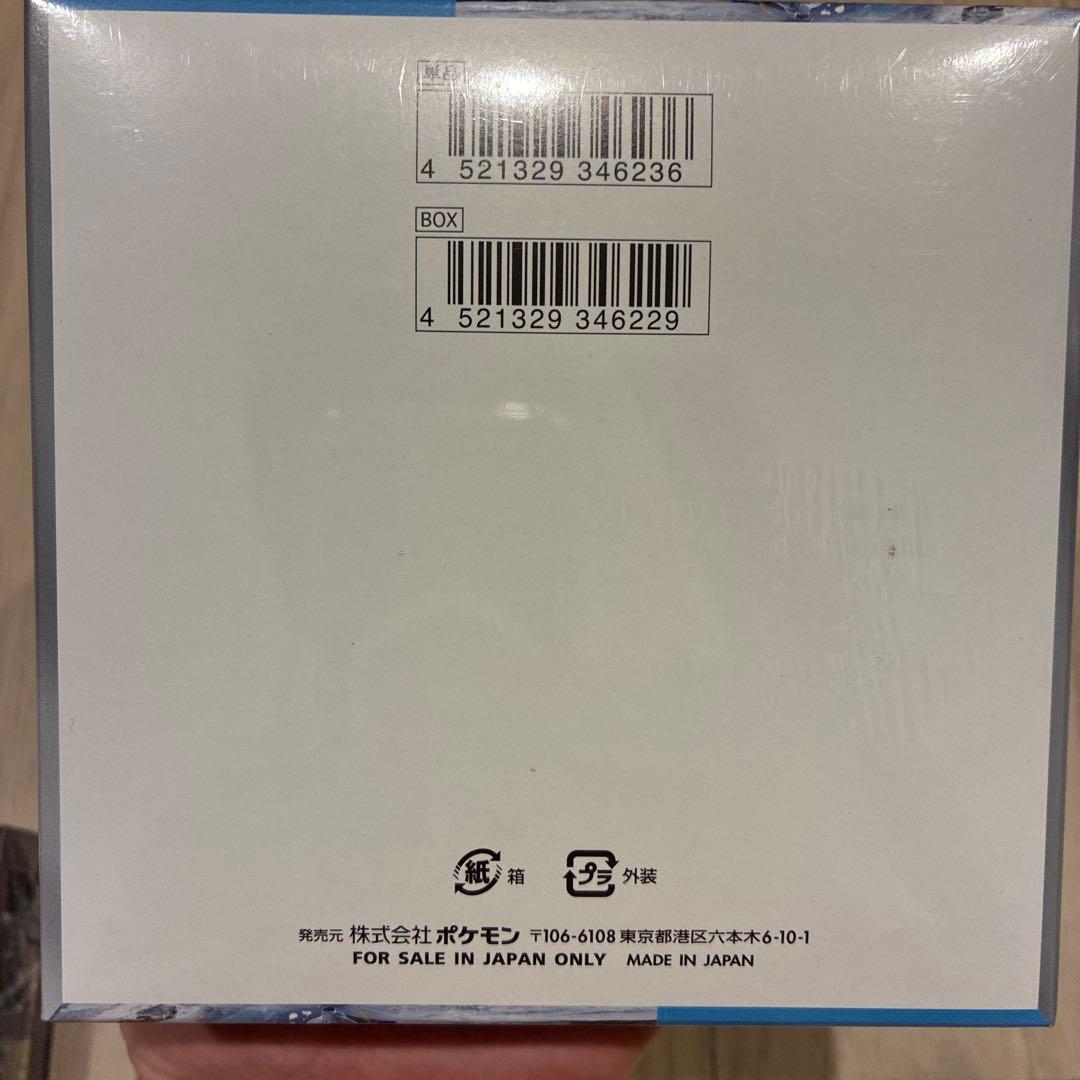 単品
4 521329 346236
BOX
4 521329 346229
紙 箱 プラ 外装
発売元 株式会社ポケモン 〒106-6108 東京都港区六本木6-10-1
FOR SALE IN JAPAN ONLY MADE IN JAPAN